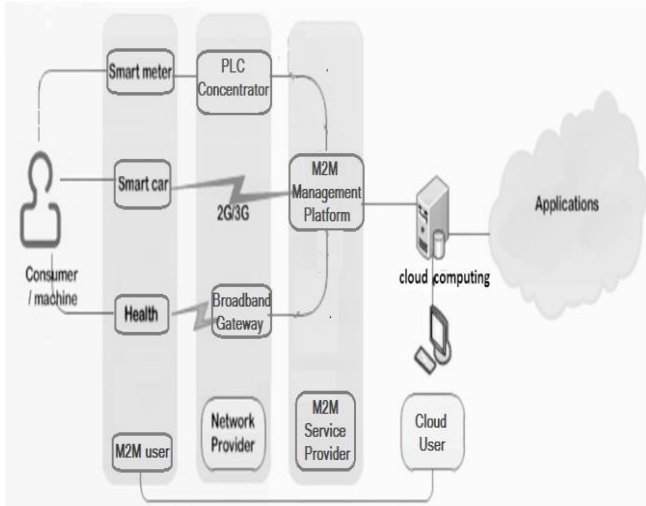 Smart meter
PLC
Concentrator
Smart car
2G/3G
M2M
Management
Platform
Applications
Consumer
/ machine
cloud computing
Health
Broadband
Gateway
M2M user
Network
Provider
M2M
Service
Provider
Cloud
User